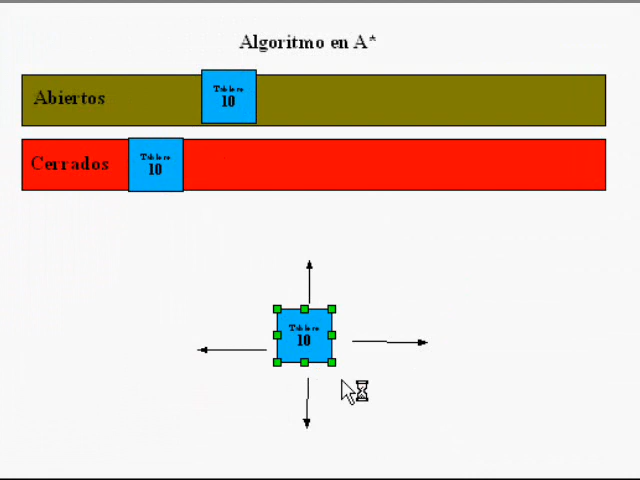 Algoritmo en A*
Abiertos
Tablero
10
Cerrados
Tablero
10
Tablero
10